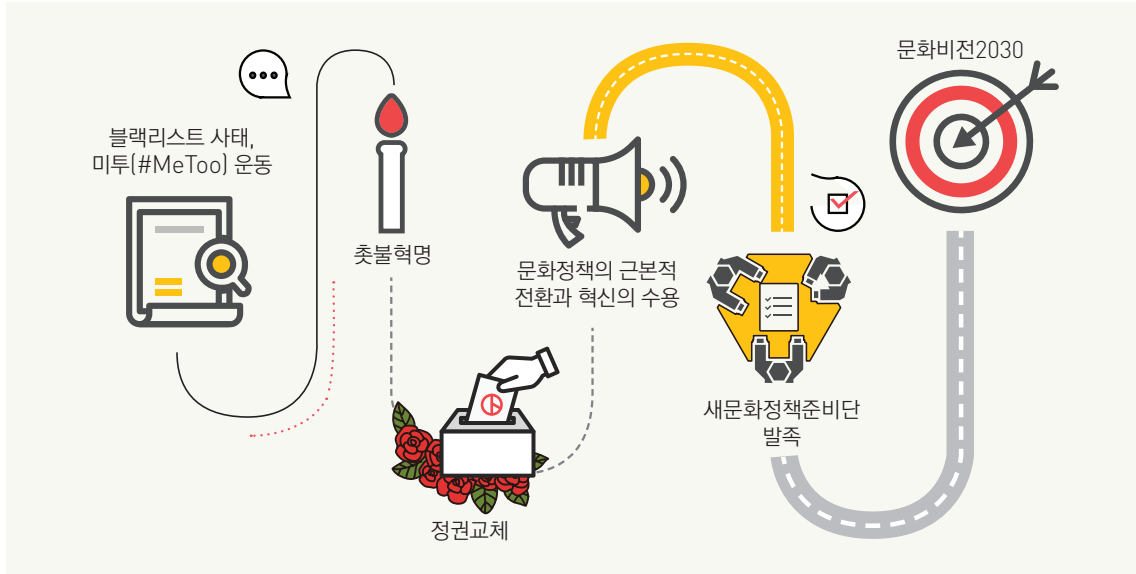 블랙리스트 사태,
미투(#MeToo) 운동
촛불혁명
정권교체
문화정책의 근본적
전환과 혁신의 수용
새문화정책준비단
발족
문화비전2030